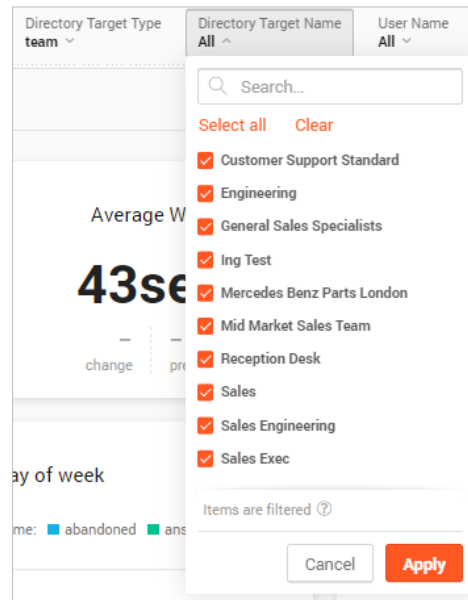 Directory Target Type
team
Directory Target Name
All
User Name
All
Search...
Select all Clear
Customer Support Standard
Engineering
General Sales Specialists
Ing Test
Mercedes Benz Parts London
Mid Market Sales Team
Reception Desk
Sales
Sales Engineering
Sales Exec
Items are filtered ?
Cancel Apply
Average W
43se
– –
change pre
ay of week
me: abandoned ans